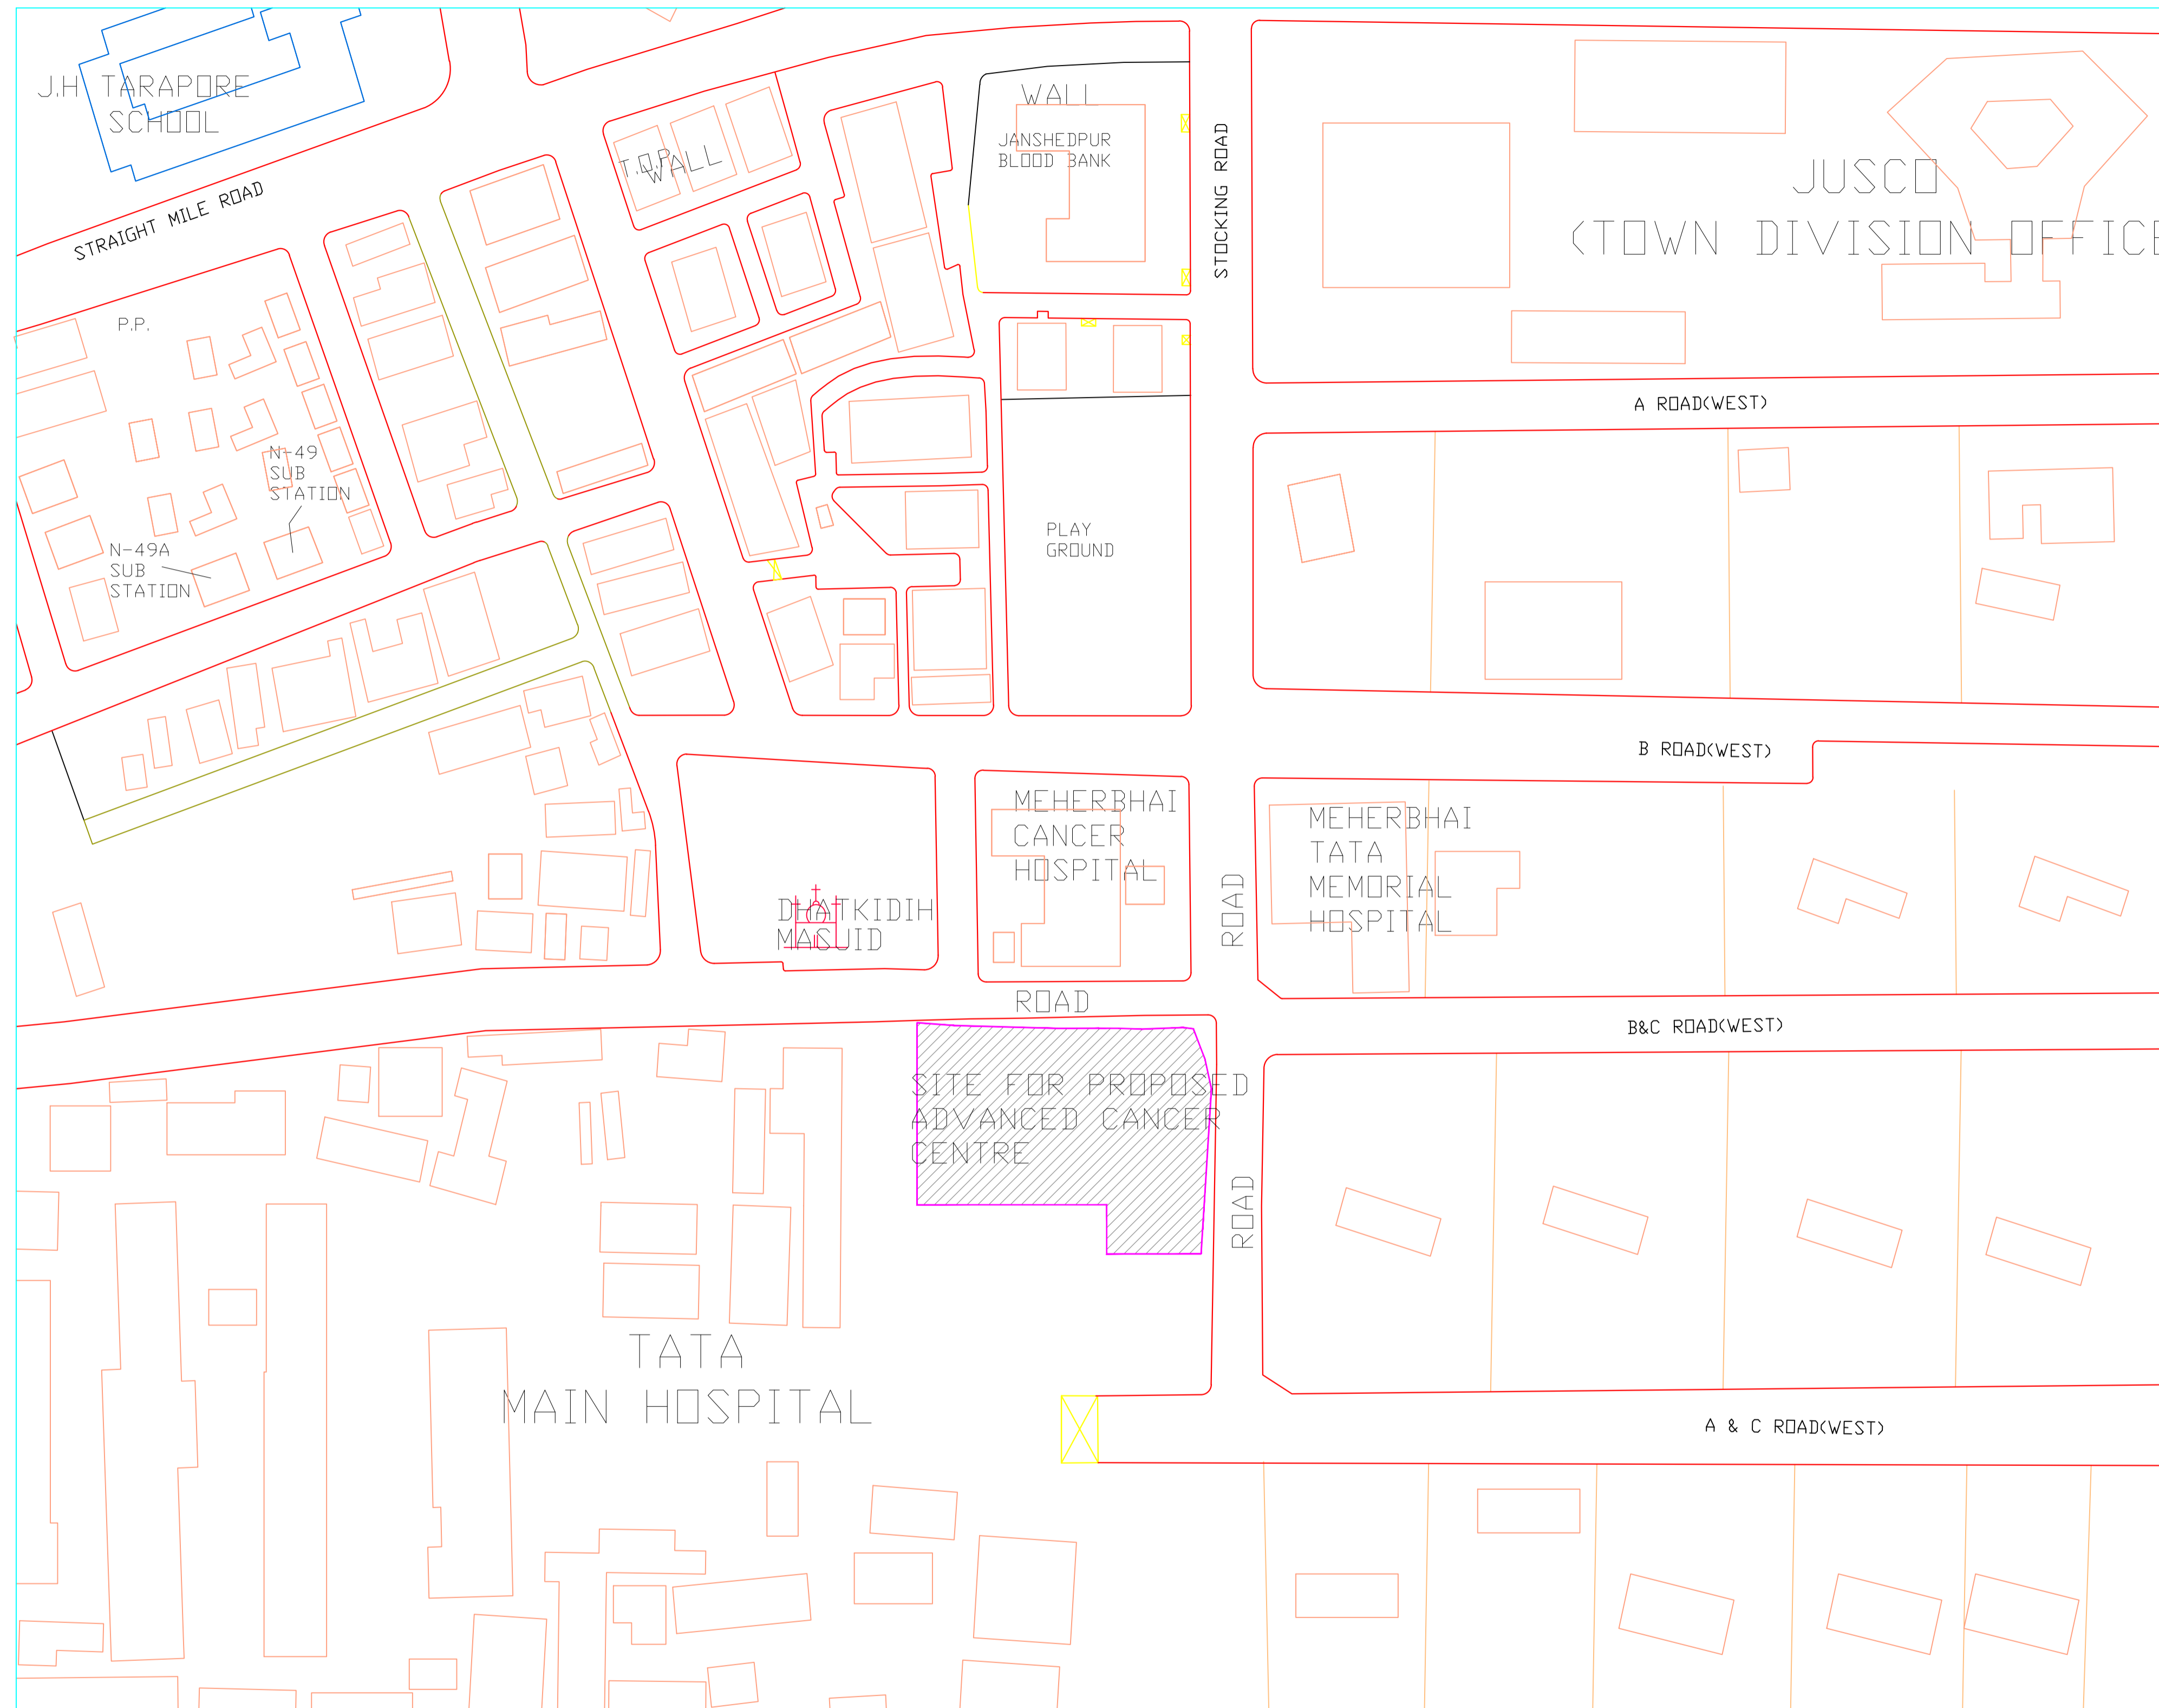 J.H TARAPORE
SCHOOL
STRAIGHT MILE ROAD
P.P.
T.O.P
WALL
WALL
JANSHEDPUR
BLOOD BANK
STOCKING ROAD
JUSCO
(TOWN DIVISION OFFICE
A ROAD(WEST)
N-49
SUB
STATION
N-49A
SUB
STATION
PLAY
GROUND
B ROAD(WEST)
MEHERBHAI
CANCER
HOSPITAL
MEHERBHAI
TATA
MEMORIAL
HOSPITAL
ROAD
DHATKIDIH
MASJID
ROAD
B&C ROAD(WEST)
SITE FOR PROPOSED
ADVANCED CANCER
CENTRE
ROAD
TATA
MAIN HOSPITAL
A & C ROAD(WEST)